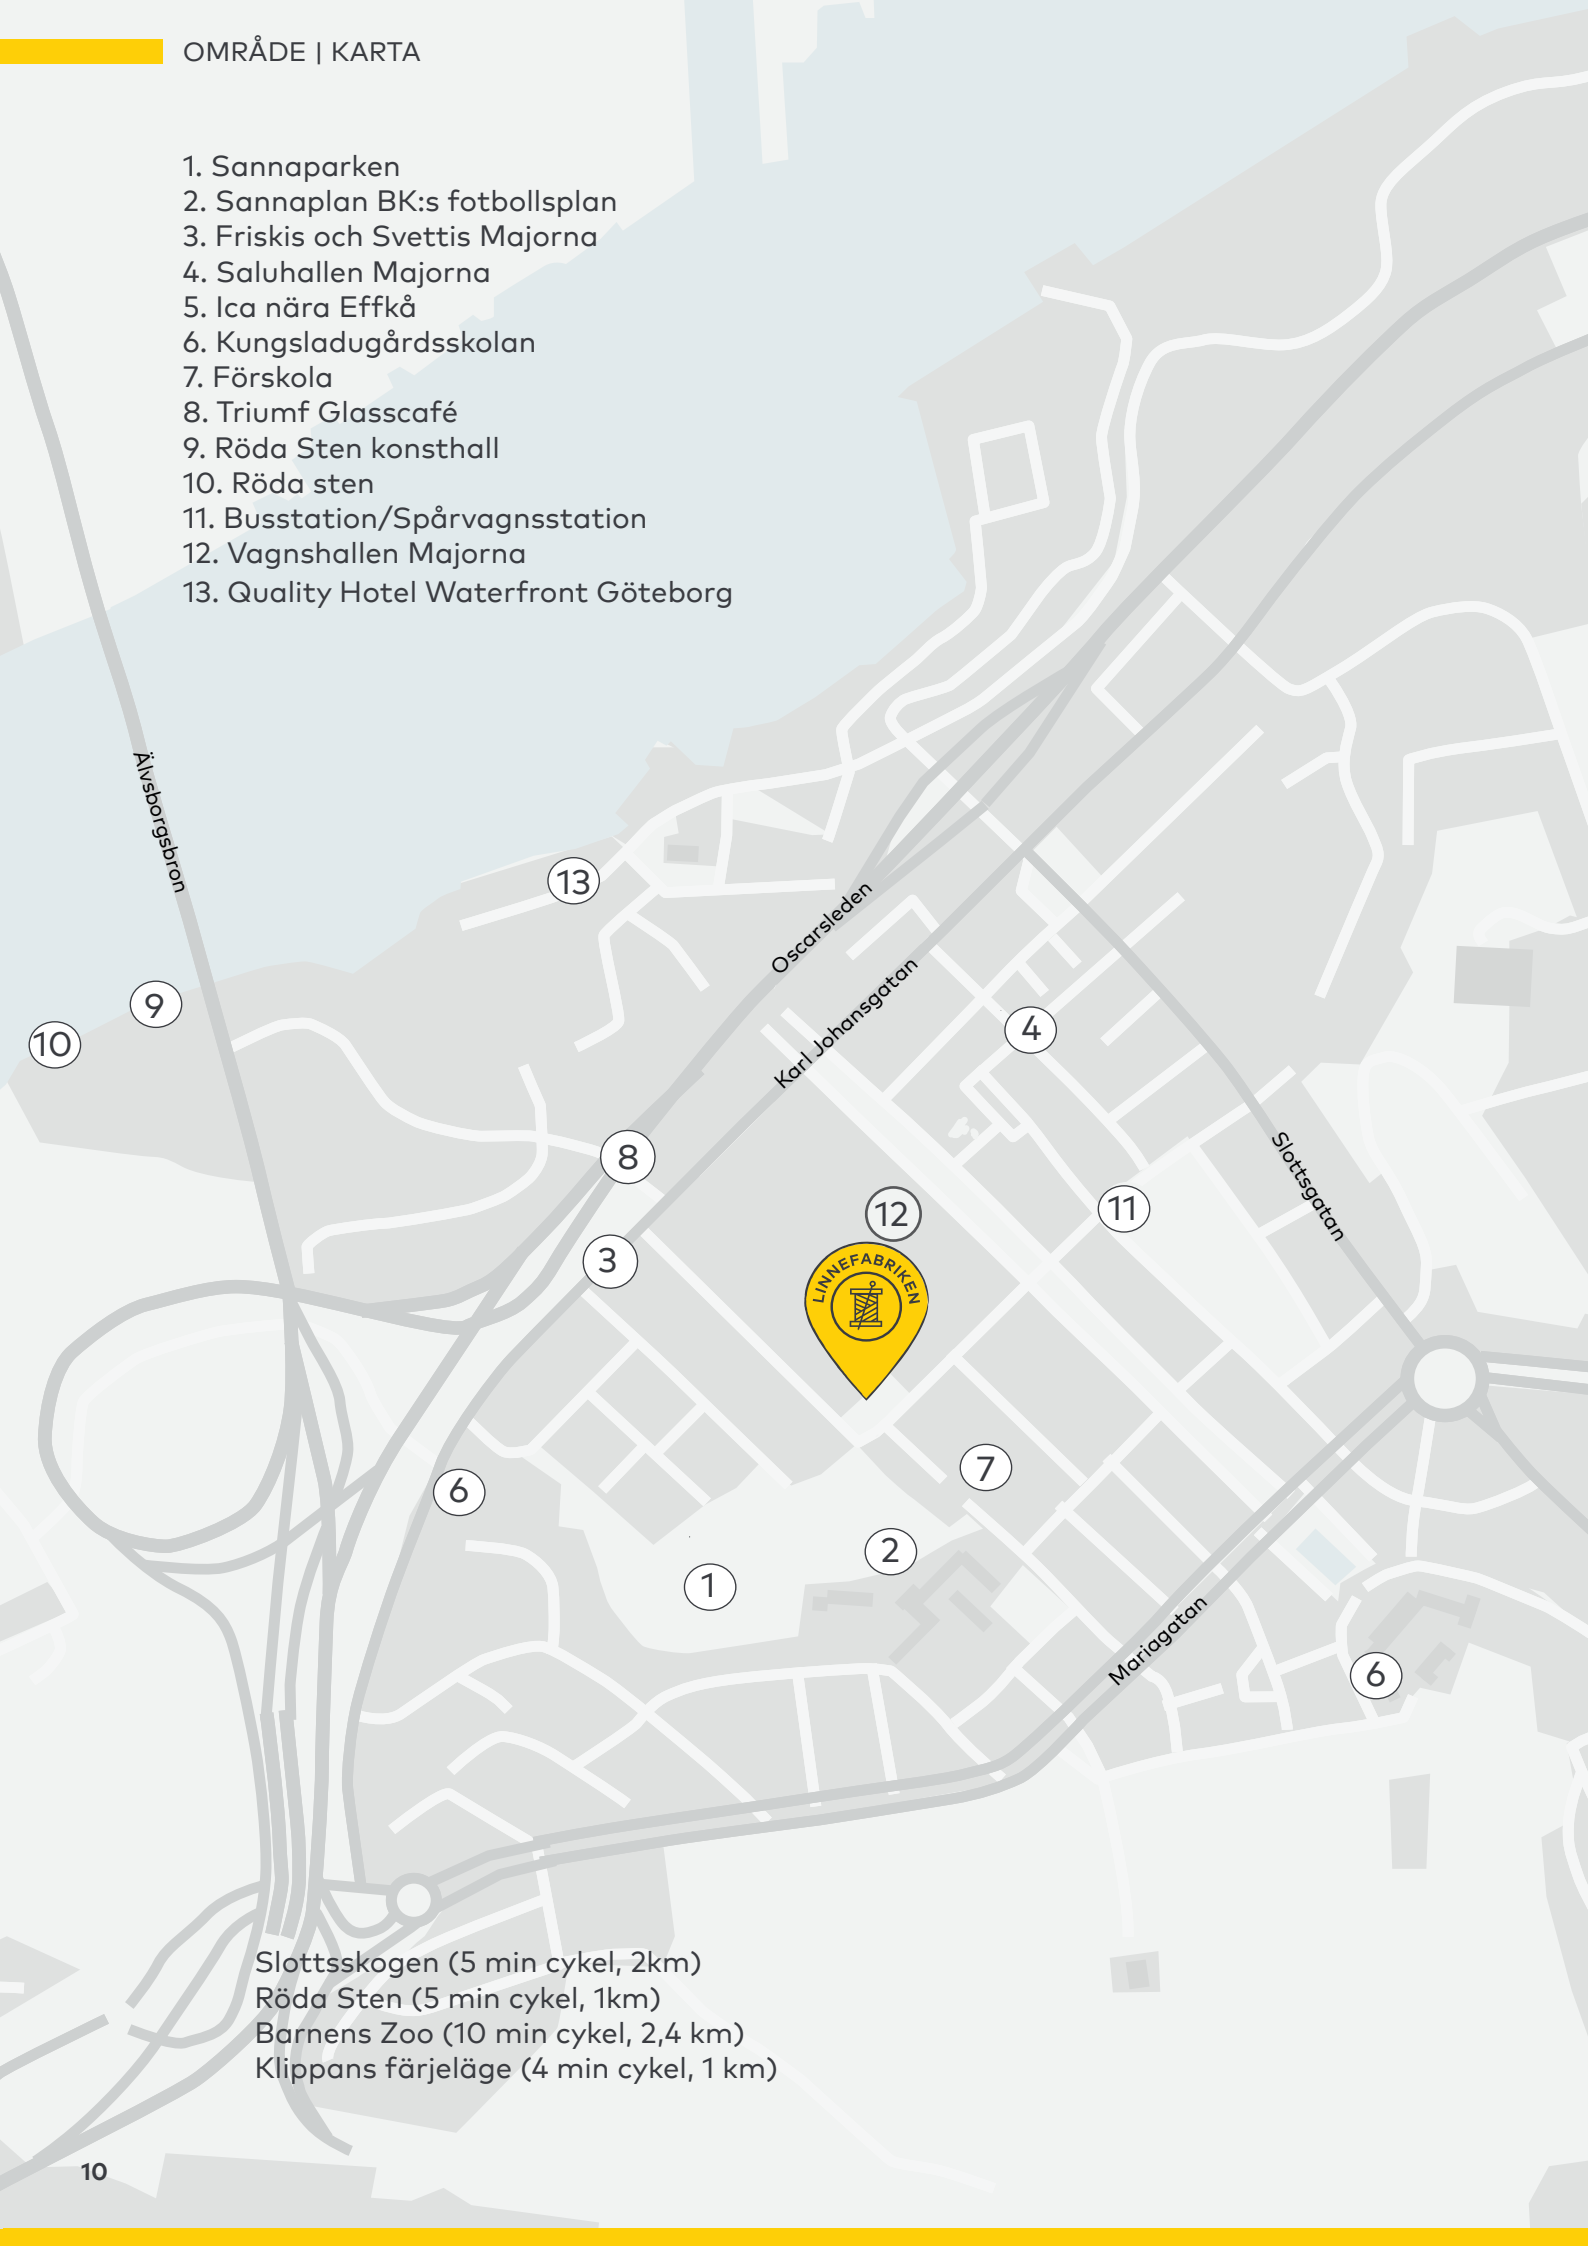 OMRÅDE | KARTA
1. Sannaparken
2. Sannaplan BK:s fotbollsplan
3. Friskis och Svettis Majorna
4. Saluhallen Majorna
5. Ica nära Effkå
6. Kungsladugårdsskolan
7. Förskola
8. Triumf Glasscafé
9. Röda Sten konsthall
10. Röda sten
11. Busstation/Spårvagnsstation
12. Vagnshallen Majorna
13. Quality Hotel Waterfront Göteborg
Älvsborgsbron
13
Oscarsleden
Karl Johansgatan
9
10
4
8
Slottsgatan
12
11
3
LINNEFABRIKEN
7
6
2
1
Mariagatan
6
Slottsskogen (5 min cykel, 2km)
Röda Sten (5 min cykel, 1km)
Barnens Zoo (10 min cykel, 2,4 km)
Klippans färjeläge (4 min cykel, 1 km)
10